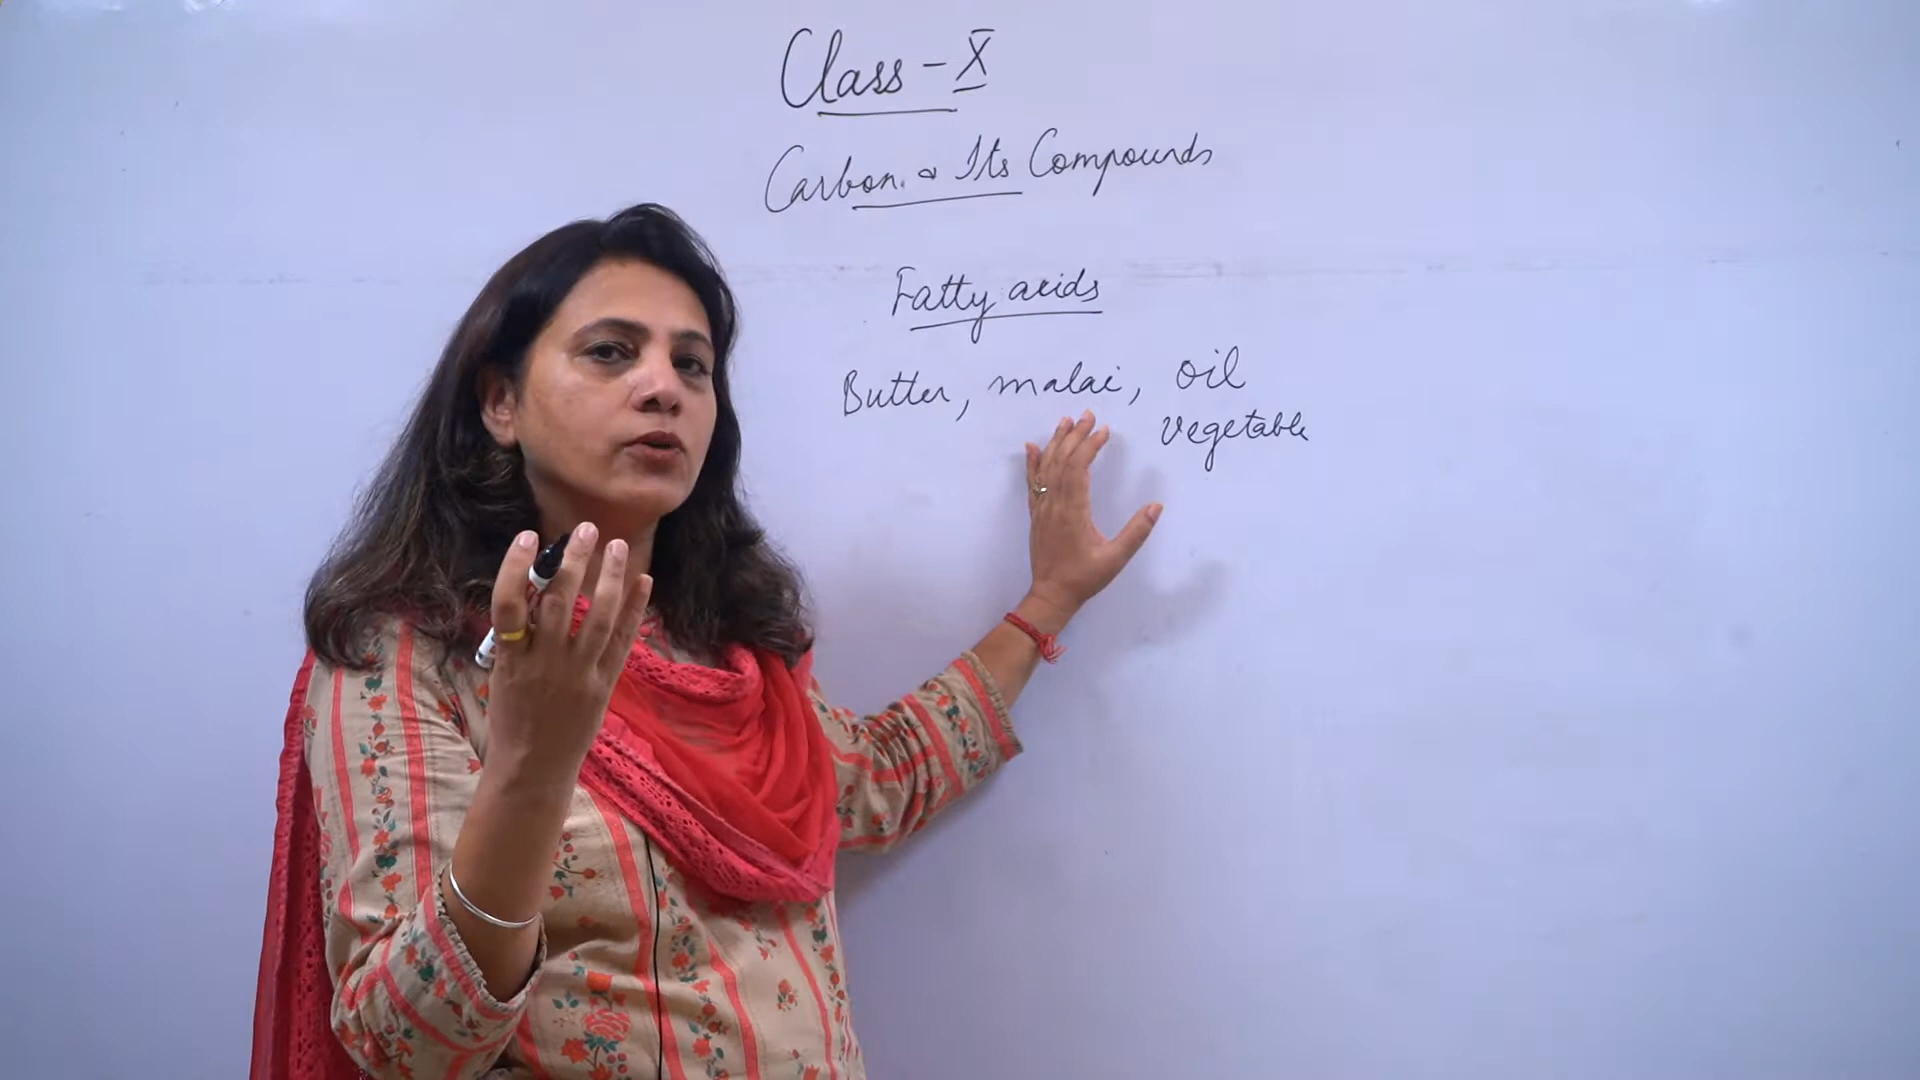 Class - X
Carbon & Its Compounds
Fatty acids
Butter, malai, oil
vegetable